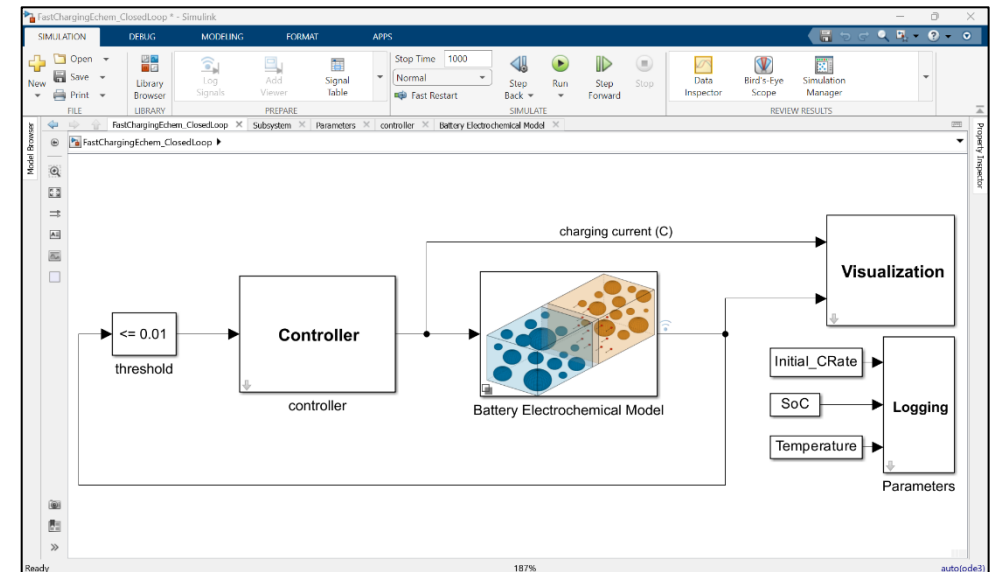 FastChargingEchem_ClosedLoop * - Simulink
SIMULATION DEBUG MODELING FORMAT APPS
New
Open
Save
Print
FILE
Library Browser
LIBRARY
Log Signals
Add Viewer
Signal Table
PREPARE
Stop Time 1000
Normal
Fast Restart
Step Back
Run
Step Forward
Stop
SIMULATE
Data Inspector
Bird's-Eye Scope
Simulation Manager
REVIEW RESULTS
Model Browser
FastChargingEchem_ClosedLoop Subsystem Parameters controller Battery Electrochemical Model
Property Inspector
FastChargingEchem_ClosedLoop
charging current (C)
Visualization
<= 0.01
threshold
Controller
controller
Battery Electrochemical Model
Initial_CRate
SoC
Temperature
Logging
Parameters
Ready 187% auto(ode3)